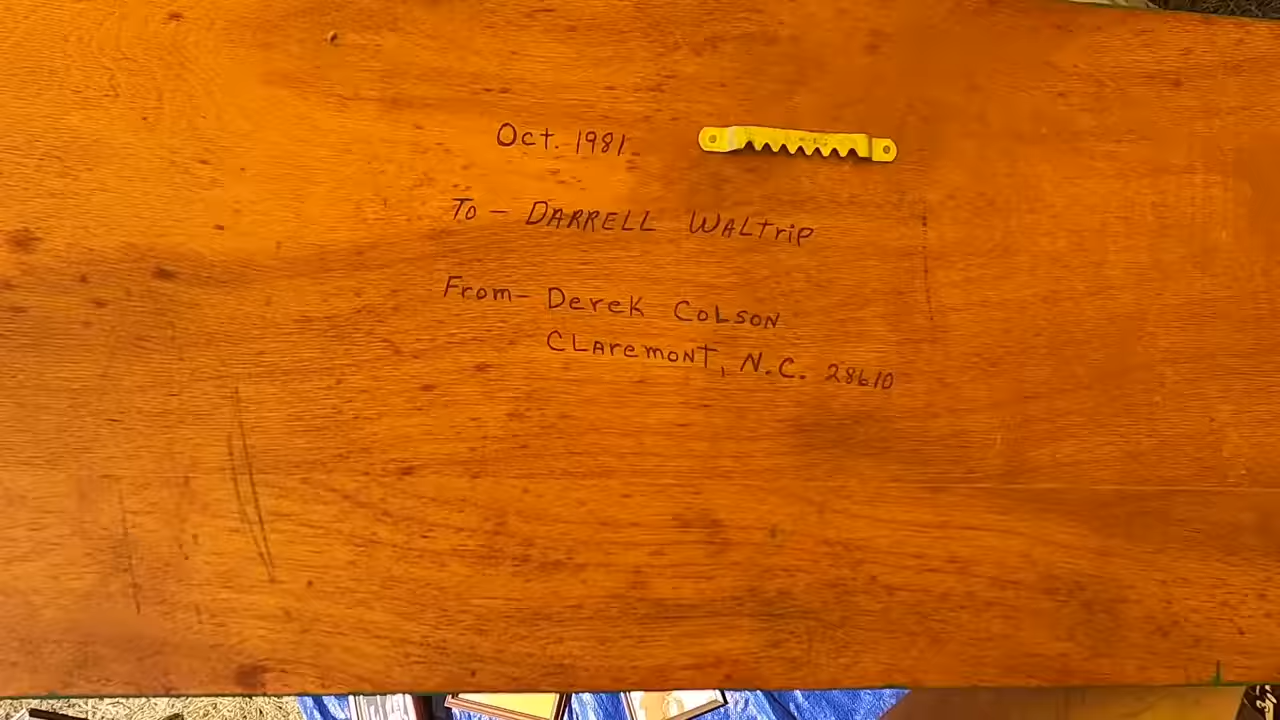 Oct. 1981
To - DARRELL WALTrIP
From - Derek COLSON
CLAremoNT, N.C. 28610